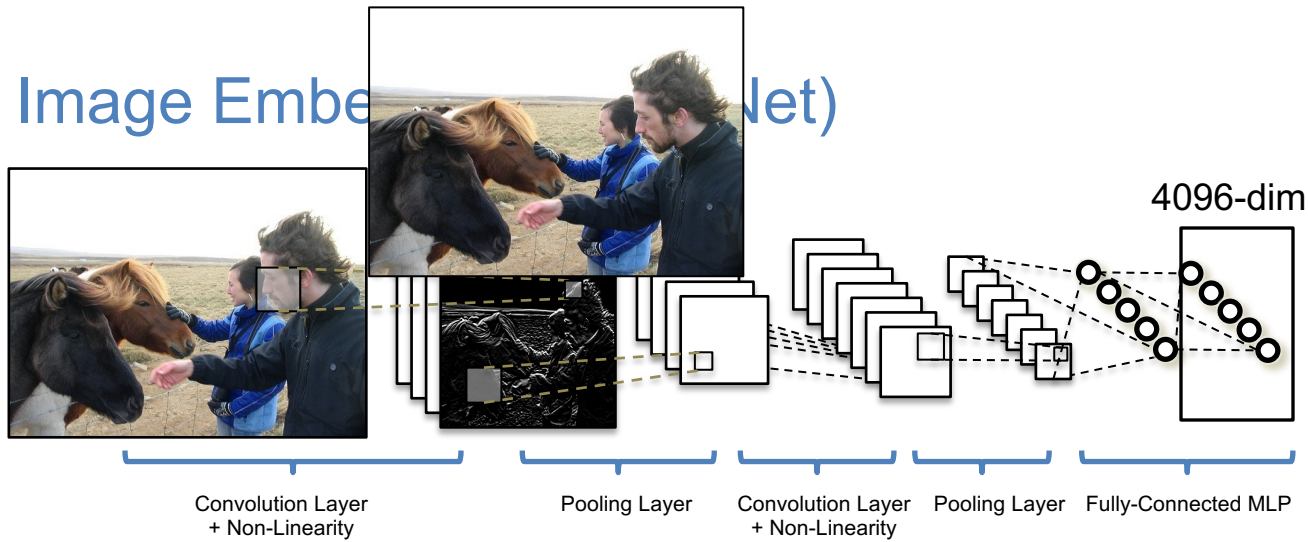 Image Embe Net)
4096-dim
Convolution Layer
+ Non-Linearity
Pooling Layer
Convolution Layer
+ Non-Linearity
Pooling Layer
Fully-Connected MLP